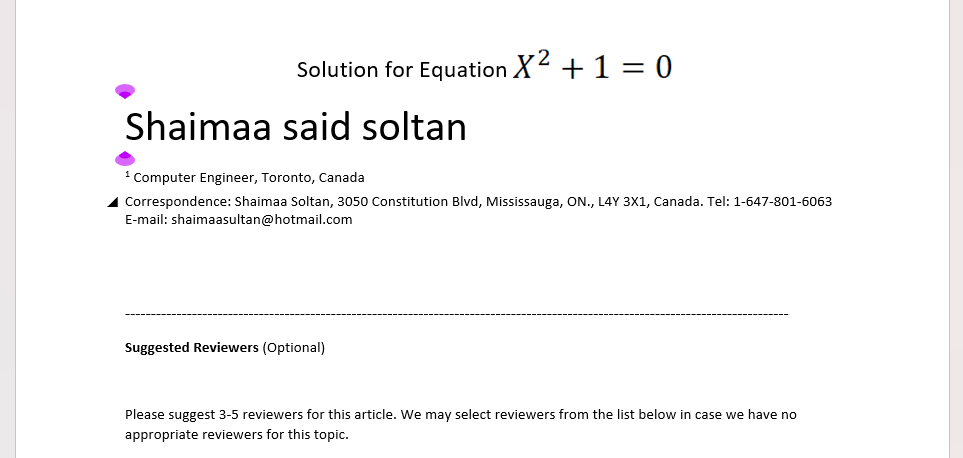 Solution for Equation X² + 1 = 0
Shaimaa said soltan
¹ Computer Engineer, Toronto, Canada
Correspondence: Shaimaa Soltan, 3050 Constitution Blvd, Mississauga, ON., L4Y 3X1, Canada. Tel: 1-647-801-6063
E-mail: shaimaasultan@hotmail.com
Suggested Reviewers (Optional)
Please suggest 3-5 reviewers for this article. We may select reviewers from the list below in case we have no
appropriate reviewers for this topic.